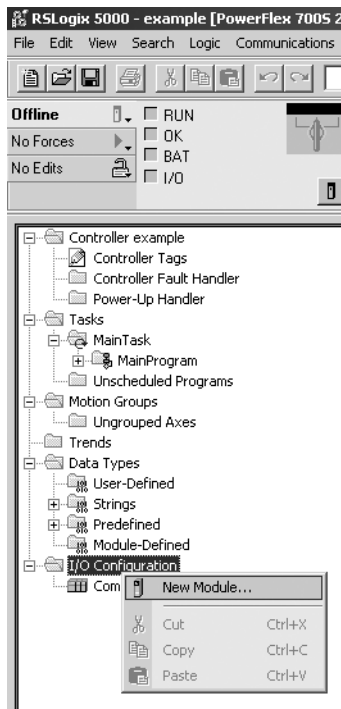 RSLogix 5000 - example [PowerFlex 700S 2
File Edit View Search Logic Communications
Offline RUN
No Forces OK
No Edits BAT
I/O
Controller example
Controller Tags
Controller Fault Handler
Power-Up Handler
Tasks
MainTask
MainProgram
Unscheduled Programs
Motion Groups
Ungrouped Axes
Trends
Data Types
User-Defined
Strings
Predefined
Module-Defined
I/O Configuration
Com New Module...
Cut Ctrl+X
Copy Ctrl+C
Paste Ctrl+V